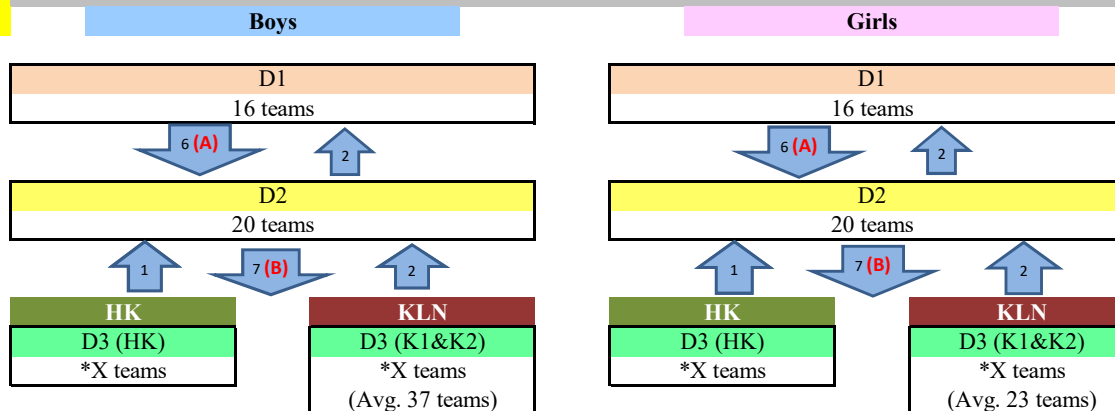 Boys
D1
16 teams
6 (A)
2
D2
20 teams
1
7 (B)
2
HK
KLN
D3 (HK)
D3 (K1&K2)
*X teams
*X teams
(Avg. 37 teams)
Girls
D1
16 teams
6 (A)
2
D2
20 teams
1
7 (B)
2
HK
KLN
D3 (HK)
D3 (K1&K2)
*X teams
*X teams
(Avg. 23 teams)